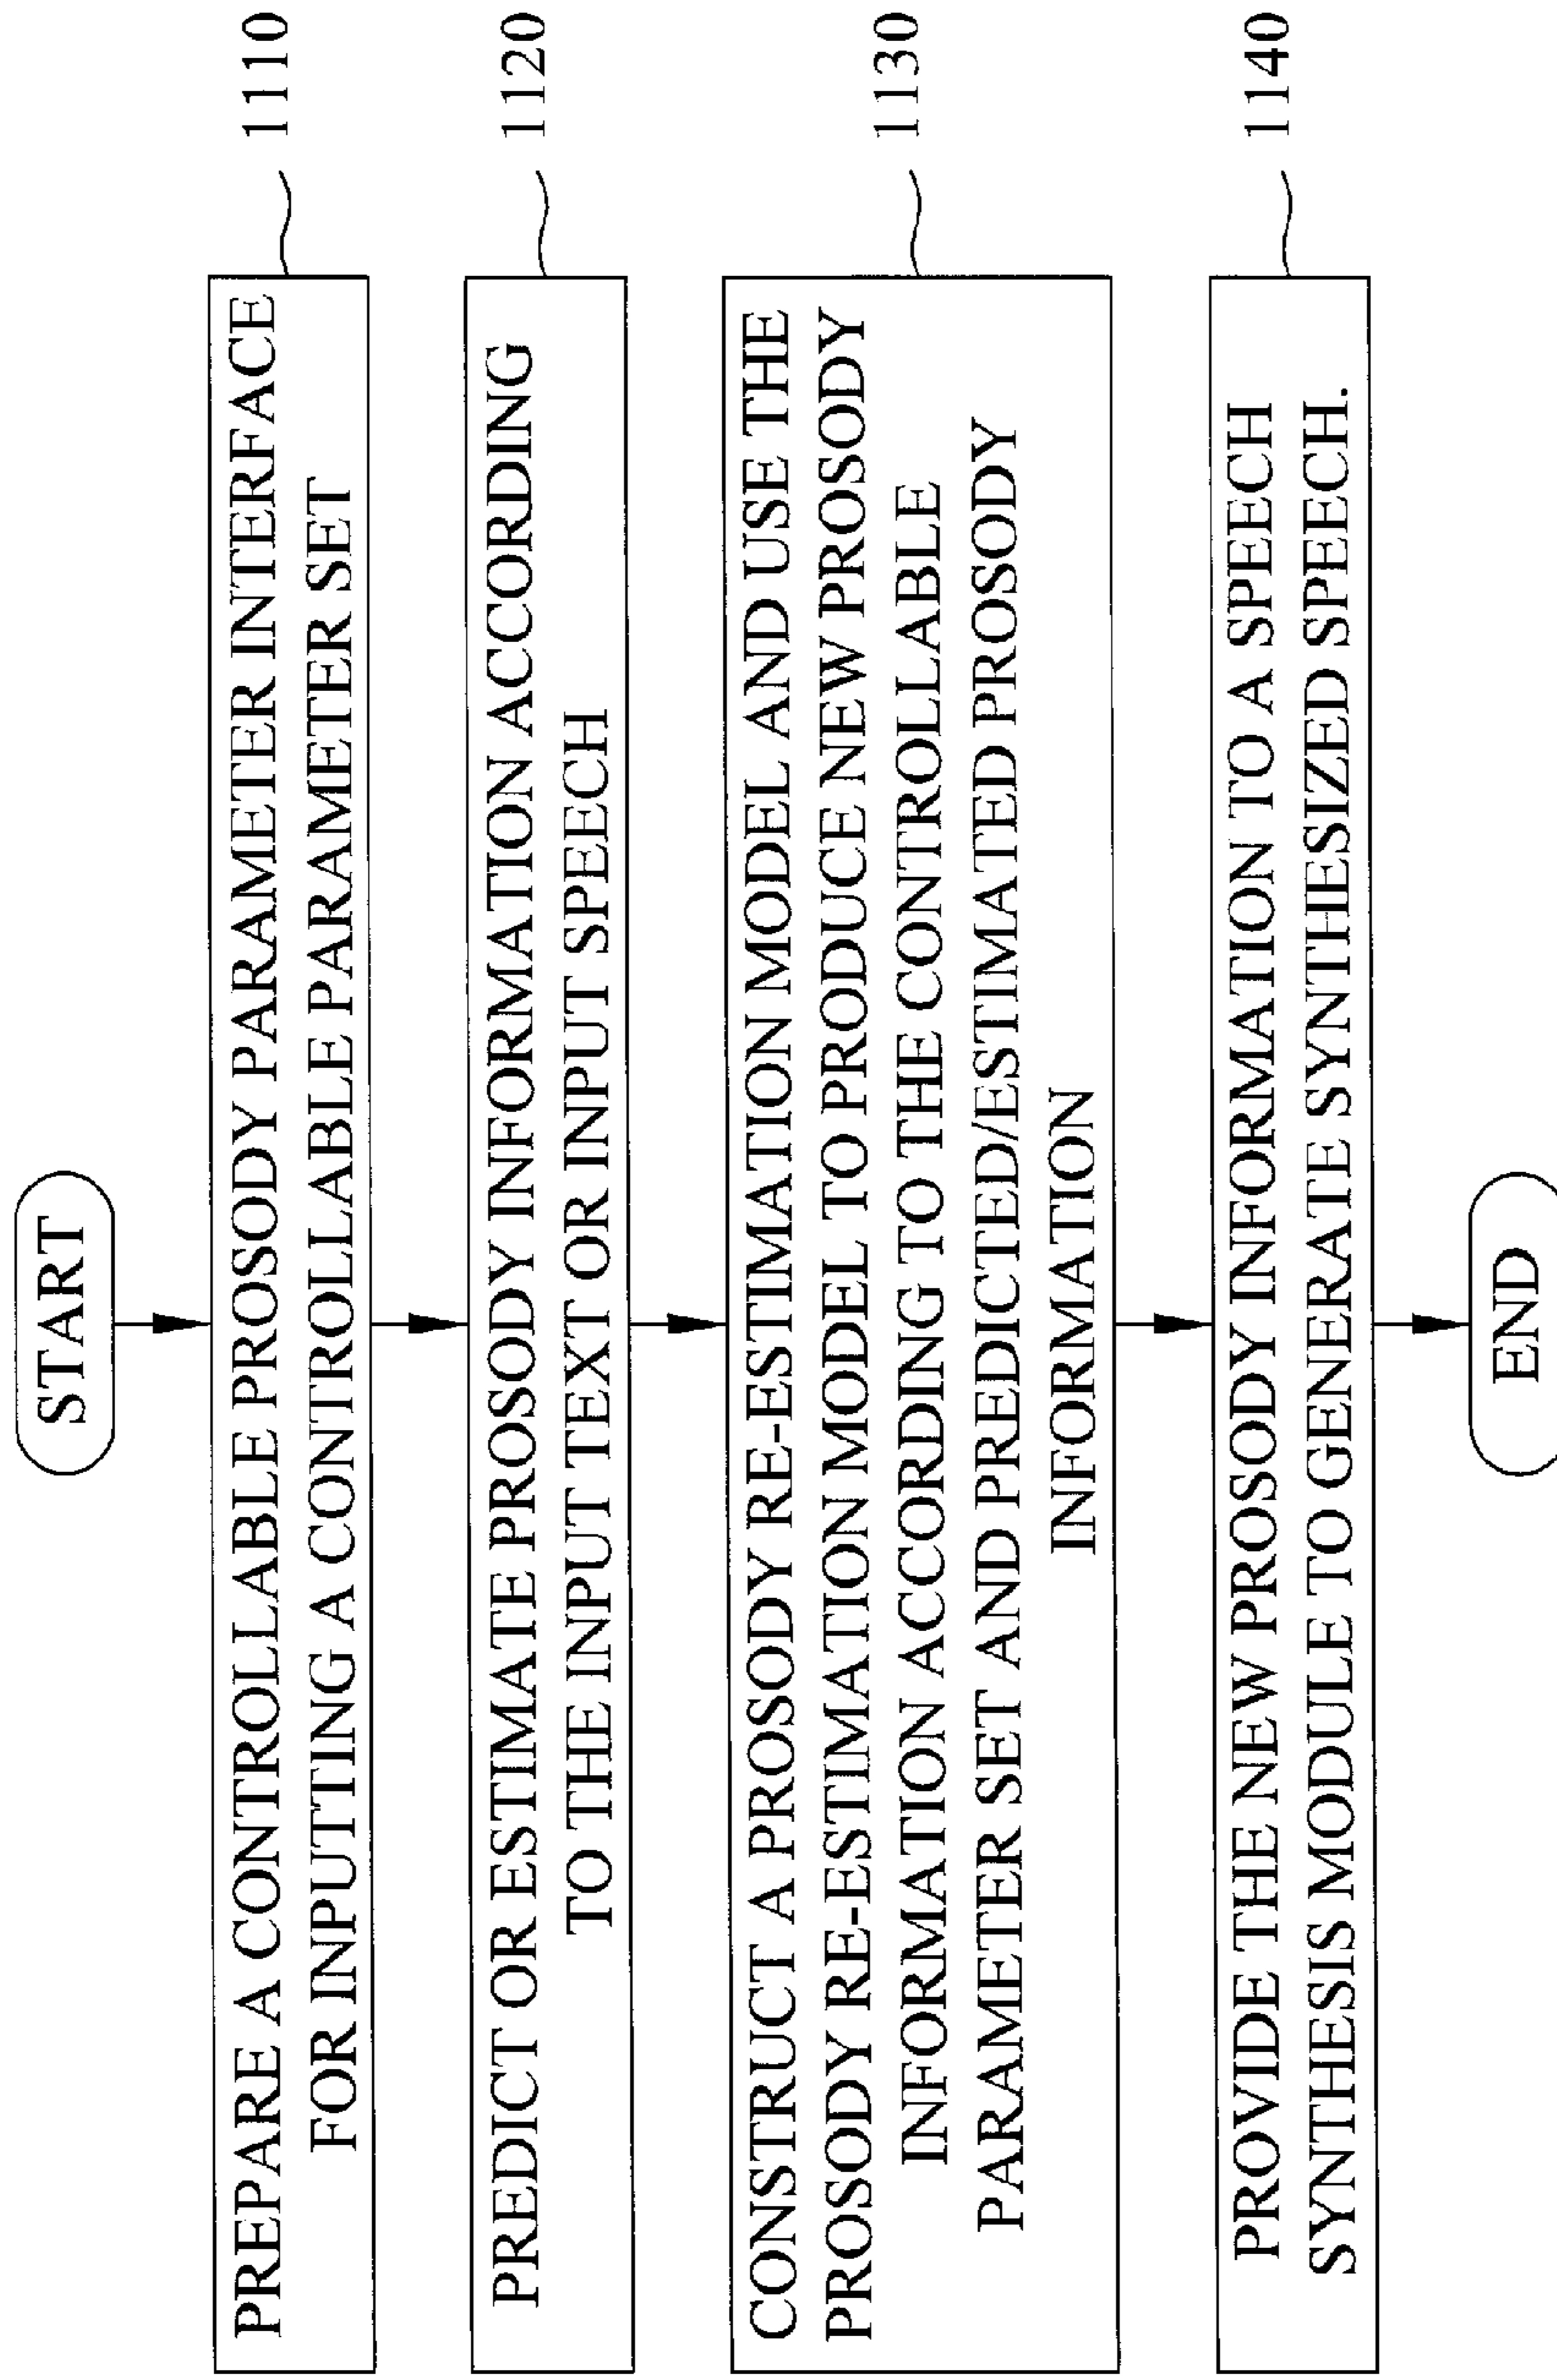 START
PREPARE A CONTROLLABLE PROSODY PARAMETER INTERFACE
FOR INPUTTING A CONTROLLABLE PARAMETER SET
1110
PREDICT OR ESTIMATE PROSODY INFORMATION ACCORDING
TO THE INPUT TEXT OR INPUT SPEECH
1120
CONSTRUCT A PROSODY RE-ESTIMATION MODEL AND USE THE
PROSODY RE-ESTIMATION MODEL TO PRODUCE NEW PROSODY
INFORMATION ACCORDING TO THE CONTROLLABLE
PARAMETER SET AND PREDICTED/ESTIMATED PROSODY
INFORMATION
1130
PROVIDE THE NEW PROSODY INFORMATION TO A SPEECH
SYNTHESIS MODULE TO GENERATE SYNTHESIZED SPEECH.
1140
END